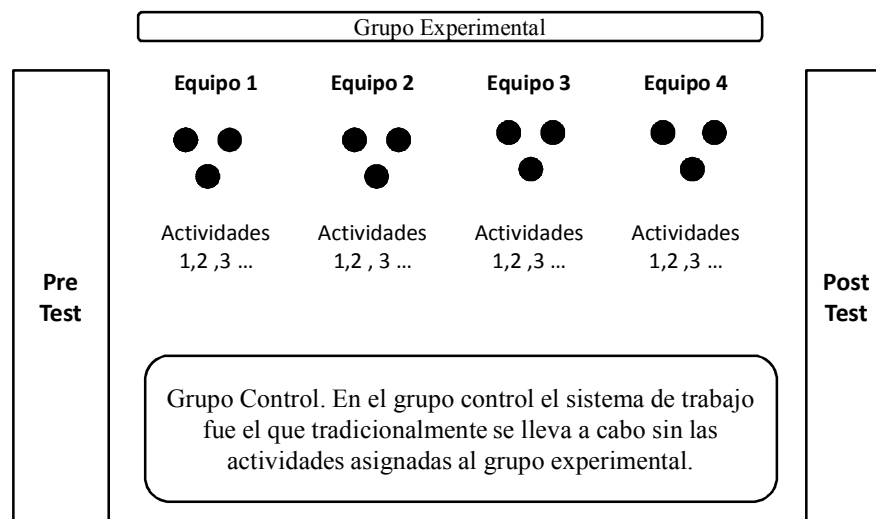 Grupo Experimental
Equipo 1
Equipo 2
Equipo 3
Equipo 4
Actividades
1,2 ,3 ...
Actividades
1,2 , 3 ...
Actividades
1,2 ,3 ...
Actividades
1,2 ,3 ...
Pre
Test
Post
Test
Grupo Control. En el grupo control el sistema de trabajo
fue el que tradicionalmente se lleva a cabo sin las
actividades asignadas al grupo experimental.